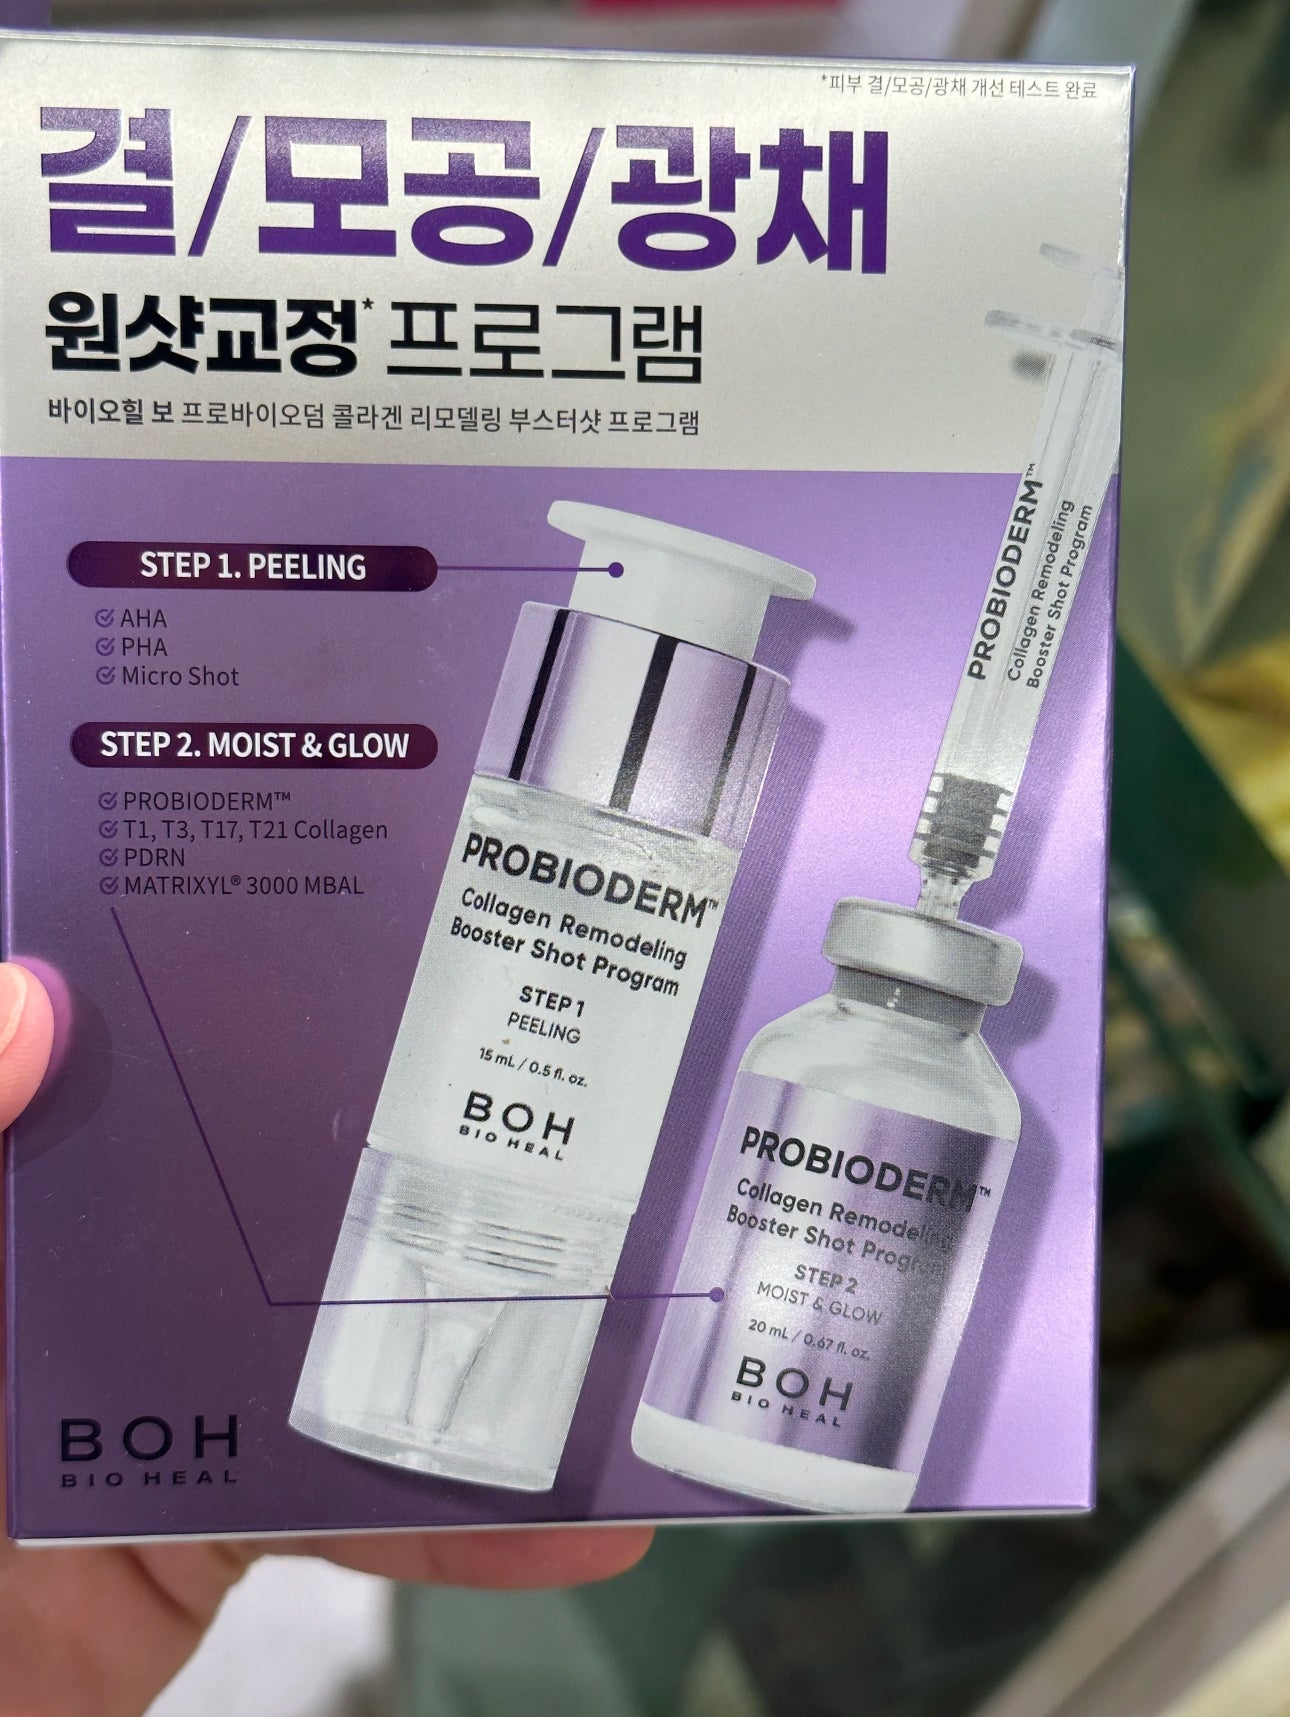 *피부 결/모공/광채 개선 테스트 완료
결/모공/광채
원샷교정* 프로그램
바이오힐 보 프로바이오덤 콜라겐 리모델링 부스터샷 프로그램
STEP 1. PEELING
AHA
PHA
Micro Shot
STEP 2. MOIST & GLOW
PROBIODERM™
T1, T3, T17, T21 Collagen
PDRN
MATRIXYL® 3000 MBAL
PROBIODERM™
Collagen Remodeling
Booster Shot Program
STEP 1
PEELING
15 mL / 0.5 fl. oz.
BOH
BIO HEAL
PROBIODERM™
Collagen Remodeling
Booster Shot Program
PROBIODERM™
Collagen Remodeling
Booster Shot Program
STEP 2
MOIST & GLOW
20 mL / 0.67 fl. oz.
BOH
BIO HEAL
BOH
BIO HEAL